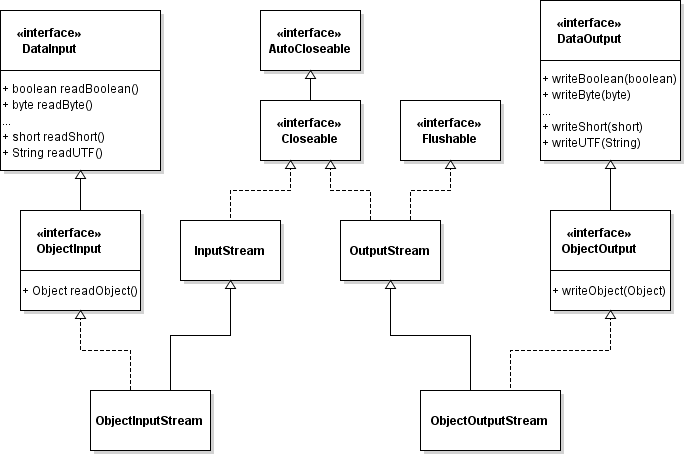 «interface»
DataInput
+ boolean readBoolean()
+ byte readByte()
...
+ short readShort()
+ String readUTF()
«interface»
AutoCloseable
«interface»
DataOutput
+ writeBoolean(boolean)
+ writeByte(byte)
...
+ writeShort(short)
+ writeUTF(String)
«interface»
Closeable
«interface»
Flushable
«interface»
ObjectInput
+ Object readObject()
InputStream
OutputStream
«interface»
ObjectOutput
+ writeObject(Object)
ObjectInputStream
ObjectOutputStream